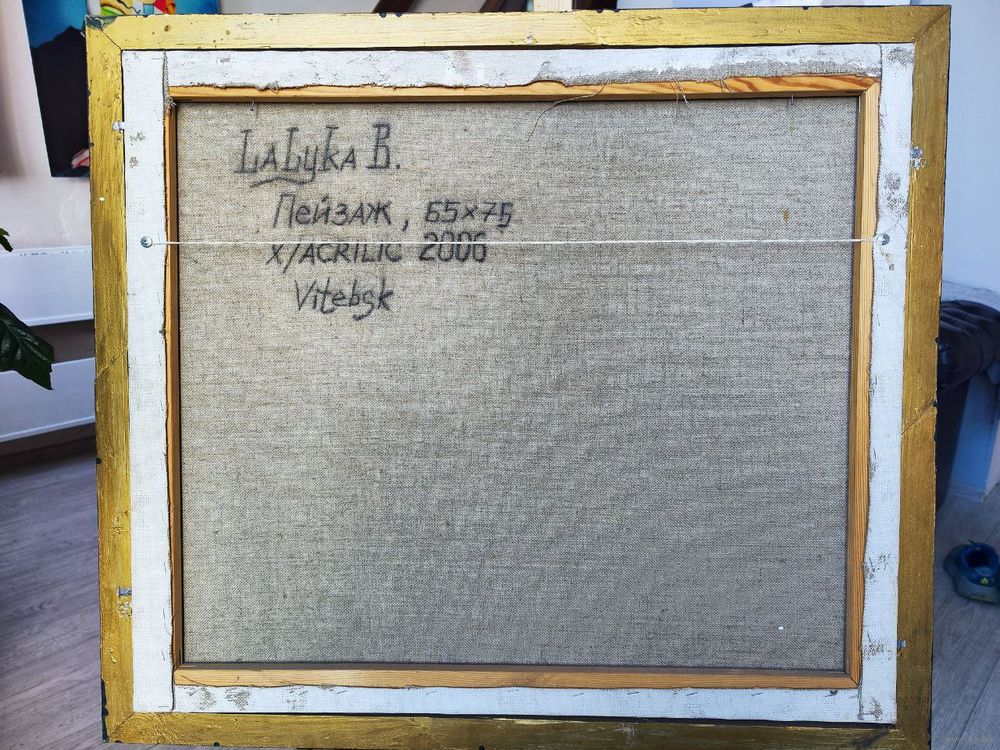 LALyKA B.
Пейзаж, 65×75
X/ACRILIC 2006
Vitebsk